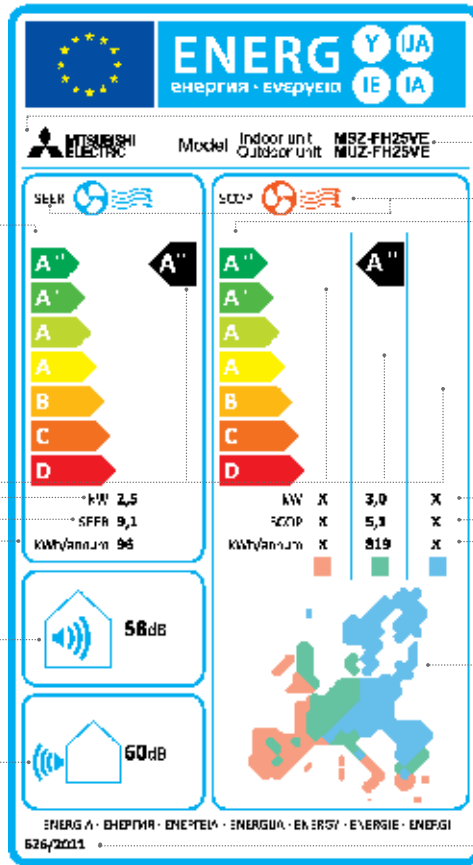 ENERG Y IJA
енергия · ενεργεια IE IA
MITSUBISHI ELECTRIC
Model Indoor unit MSZ-FH25VE
Outdoor unit MUZ-FH25VE
SEER
A
A
A
A
B
C
D
kW 2,5
SEER 9,1
kWh/annum 96
SCOP
A
A
A
A
B
C
D
kW X 3,0 X
SCOP X 5,1 X
kWh/annum X 819 X
58dB
60dB
ENERGIA · ЕНЕРГИЯ · ΕΝΕΡΓΕΙΑ · ENERGIJA · ENERGY · ENERGIE · ENERGI
626/2011